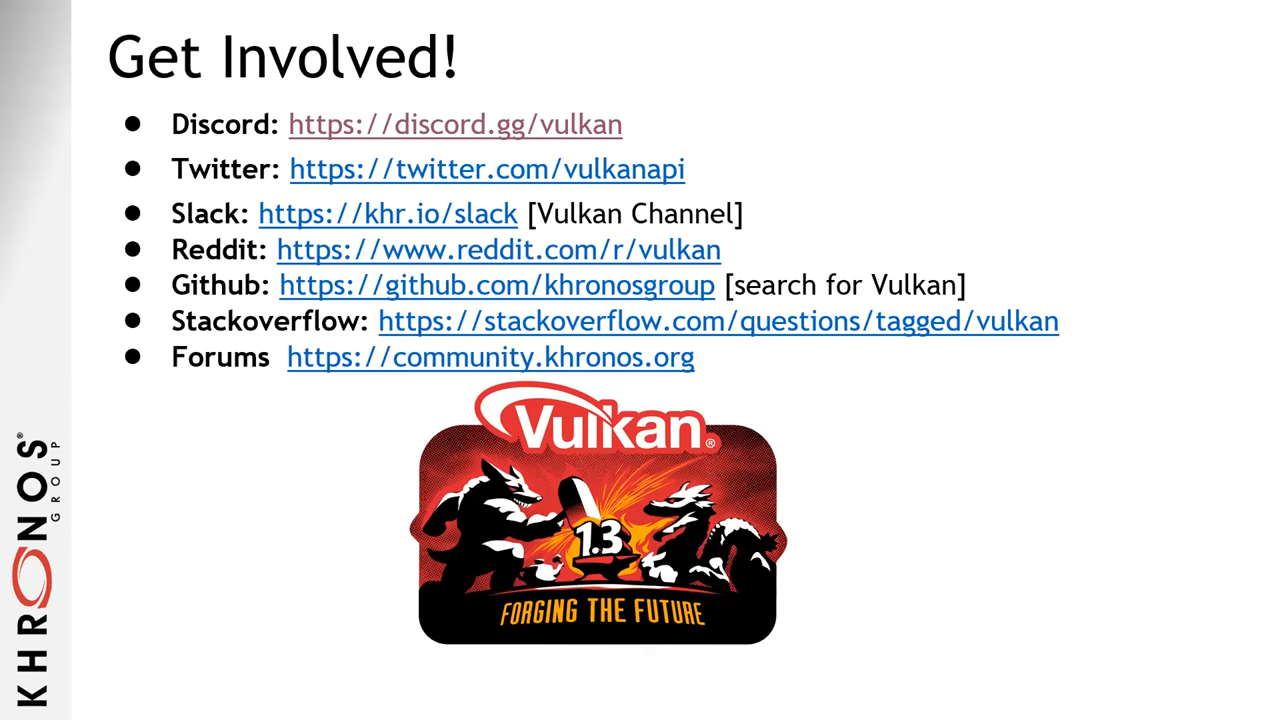 Get Involved!
● Discord: https://discord.gg/vulkan
● Twitter: https://twitter.com/vulkanapi
● Slack: https://khr.io/slack [Vulkan Channel]
● Reddit: https://www.reddit.com/r/vulkan
● Github: https://github.com/khronosgroup [search for Vulkan]
● Stackoverflow: https://stackoverflow.com/questions/tagged/vulkan
● Forums https://community.khronos.org
Vulkan®
1.3
FORGING THE FUTURE
KHRONOS®
GROUP